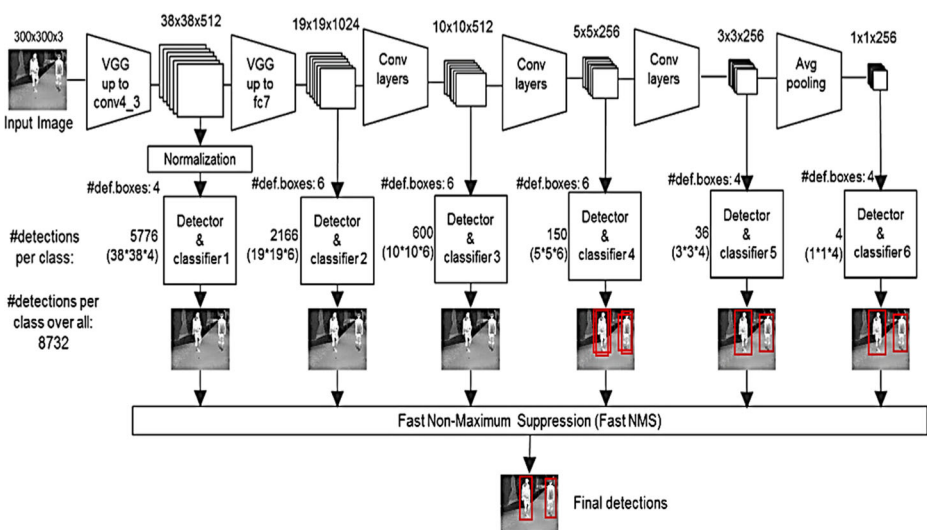 300x300x3
38x38x512
19x19x1024
10x10x512
5x5x256
3x3x256
1x1x256
Input Image
VGG
up to
conv4_3
VGG
up to
fc7
Conv
layers
Conv
layers
Conv
layers
Avg
pooling
Normalization
#def.boxes: 4
#def.boxes: 6
#def.boxes: 6
#def.boxes: 6
#def.boxes: 4
#def.boxes: 4
#detections
per class:
5776
(38*38*4)
Detector
&
classifier 1
2166
(19*19*6)
Detector
&
classifier 2
600
(10*10*6)
Detector
&
classifier 3
150
(5*5*6)
Detector
&
classifier 4
36
(3*3*4)
Detector
&
classifier 5
4
(1*1*4)
Detector
&
classifier 6
#detections per
class over all:
8732
Fast Non-Maximum Suppression (Fast NMS)
Final detections